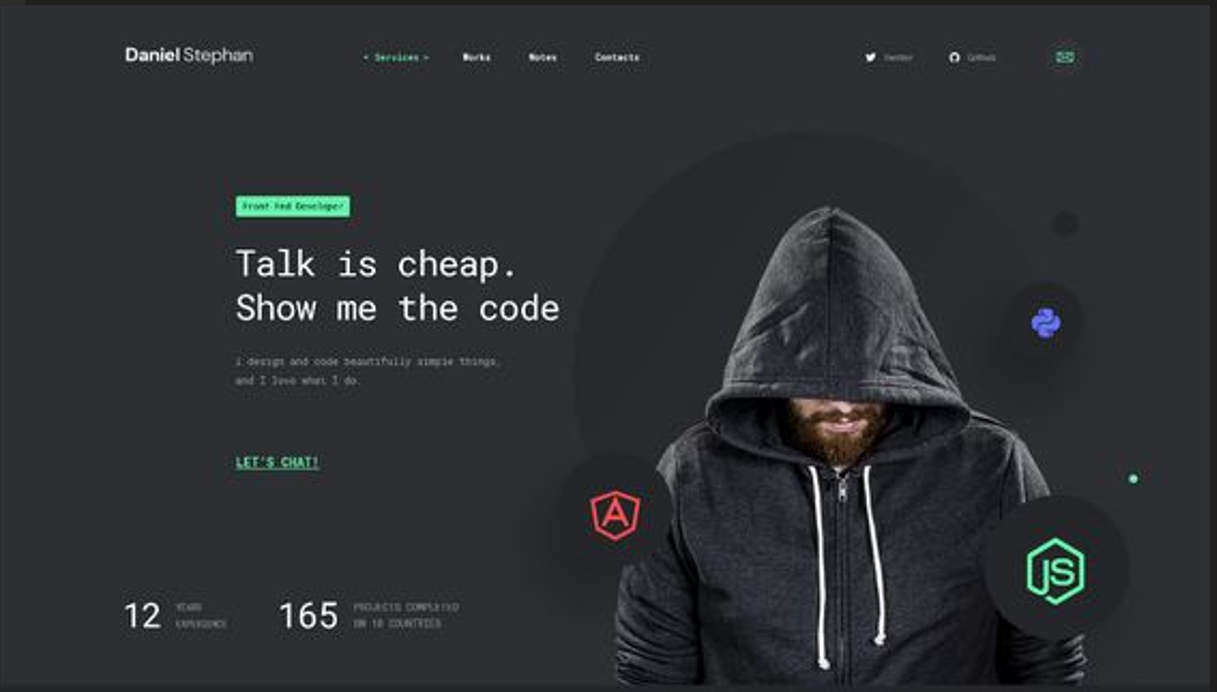 Daniel Stephan
< Services >
Works
Notes
Contacts
Twitter
GitHub
Front End Developer
Talk is cheap.
Show me the code
I design and code beautifully simple things,
and I love what I do.
LET'S CHAT!
12
YEARS
EXPERIENCE
165
PROJECTS COMPLETED
ON 18 COUNTRIES
A
JS